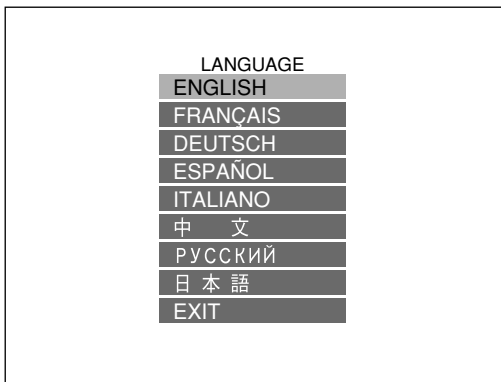 LANGUAGE
ENGLISH
FRANÇAIS
DEUTSCH
ESPAÑOL
ITALIANO
中 文
РУССКИЙ
日本語
EXIT